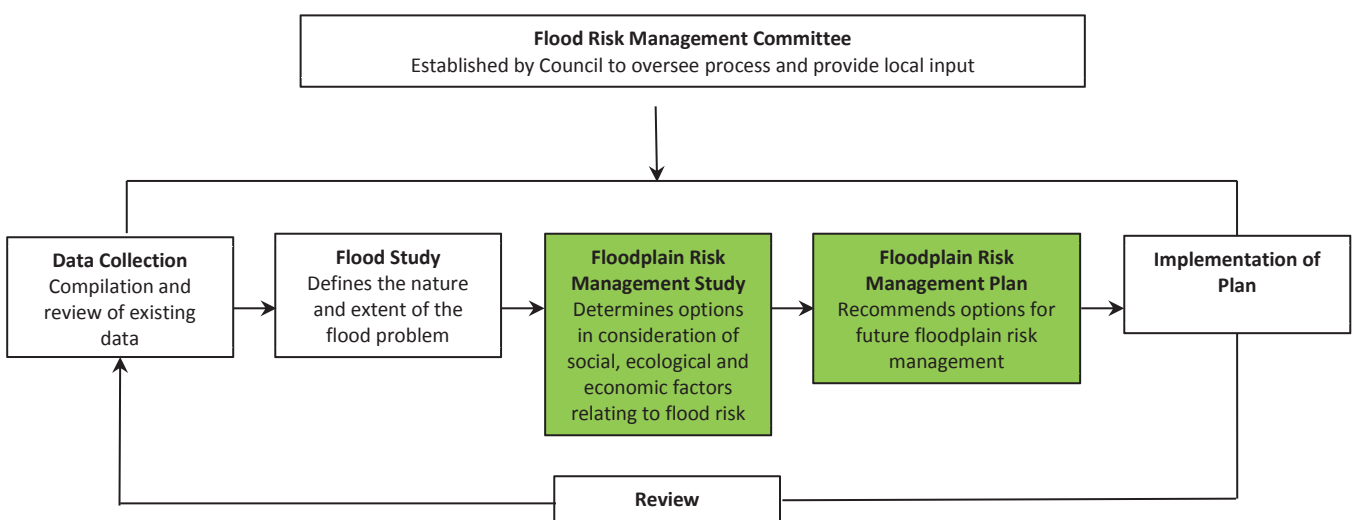 Flood Risk Management Committee
Established by Council to oversee process and provide local input
Data Collection
Compilation and
review of existing
data
Flood Study
Defines the nature
and extent of the
flood problem
Floodplain Risk
Management Study
Determines options
in consideration of
social, ecological and
economic factors
relating to flood risk
Floodplain Risk
Management Plan
Recommends options for
future floodplain risk
management
Implementation of
Plan
Review